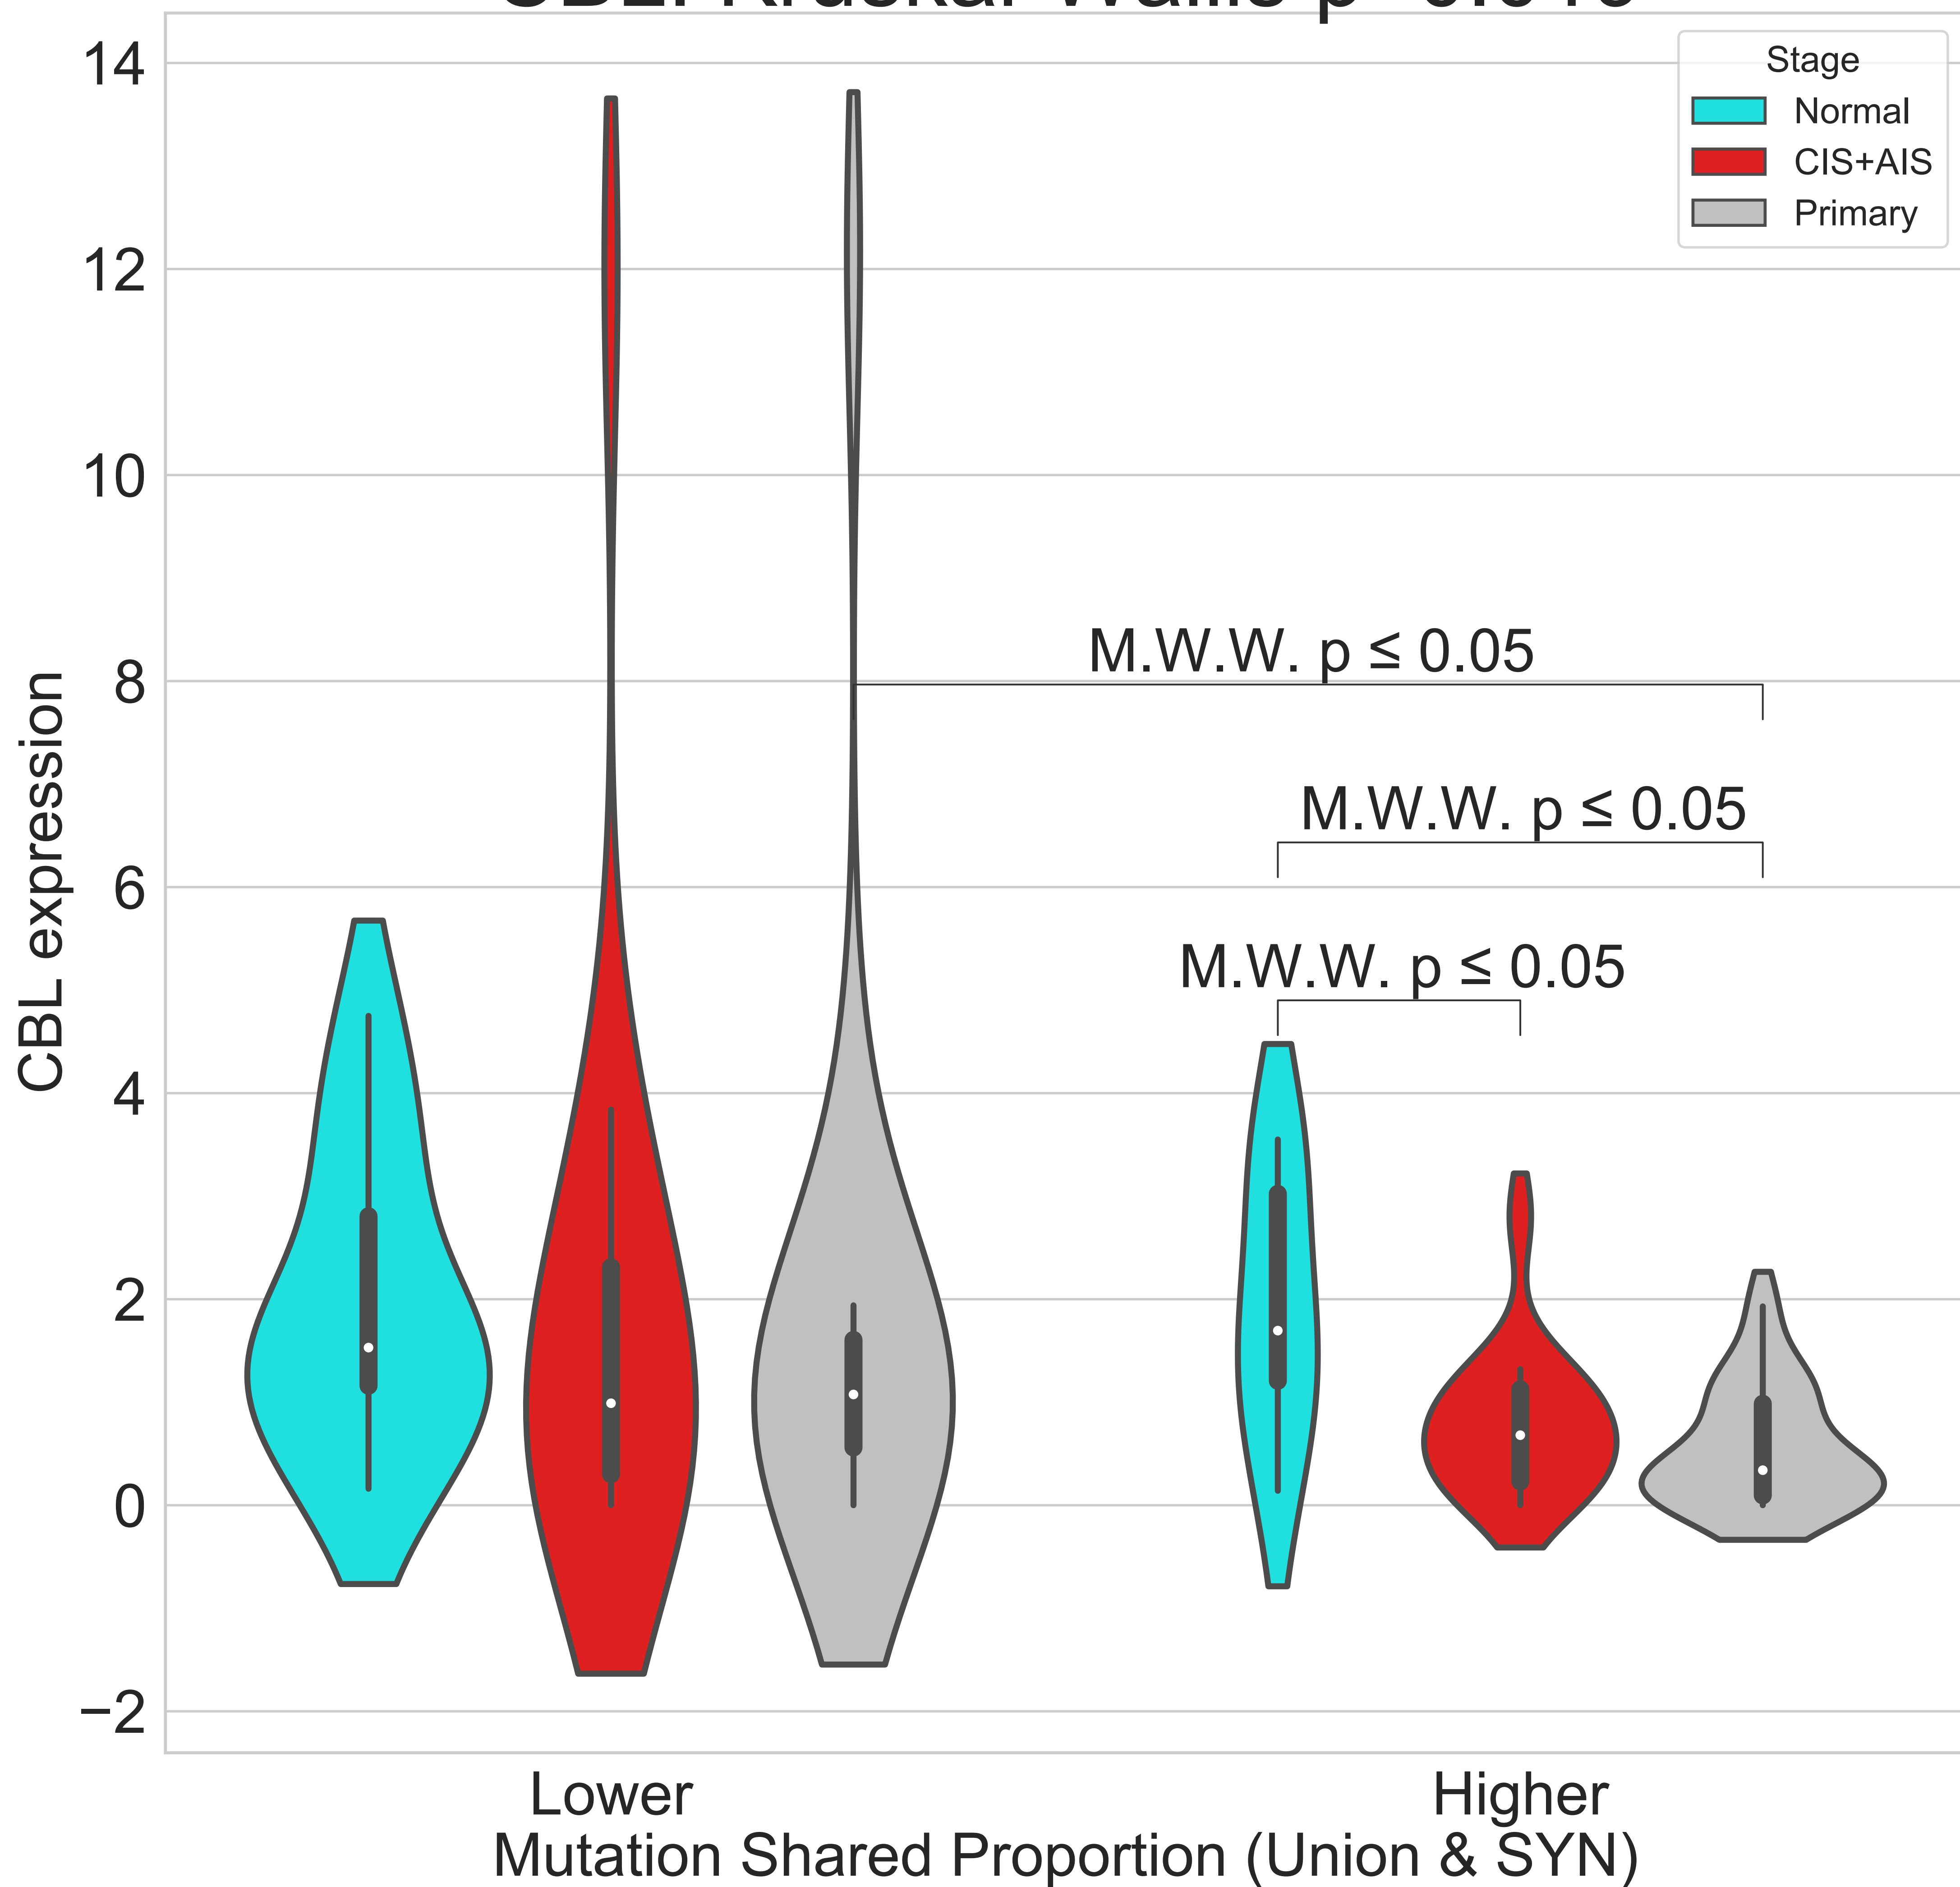 14
12
10
8
6
4
2
0
−2
CBL expression
Stage
Normal
CIS+AIS
Primary
M.W.W. p ≤ 0.05
M.W.W. p ≤ 0.05
M.W.W. p ≤ 0.05
Lower
Higher
Mutation Shared Proportion (Union & SYN)